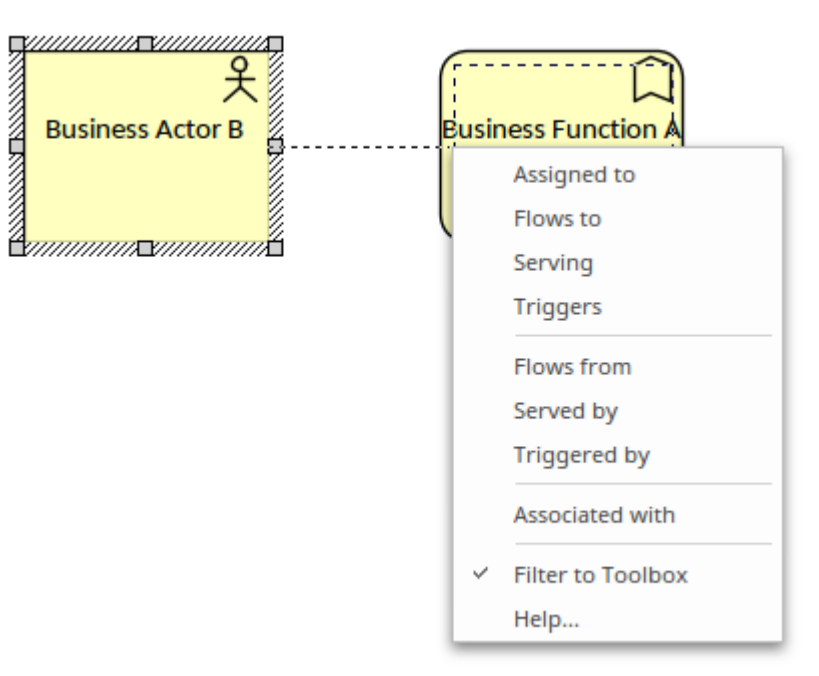 Business Actor B
Business Function A
Assigned to
Flows to
Serving
Triggers
Flows from
Served by
Triggered by
Associated with
Filter to Toolbox
Help...